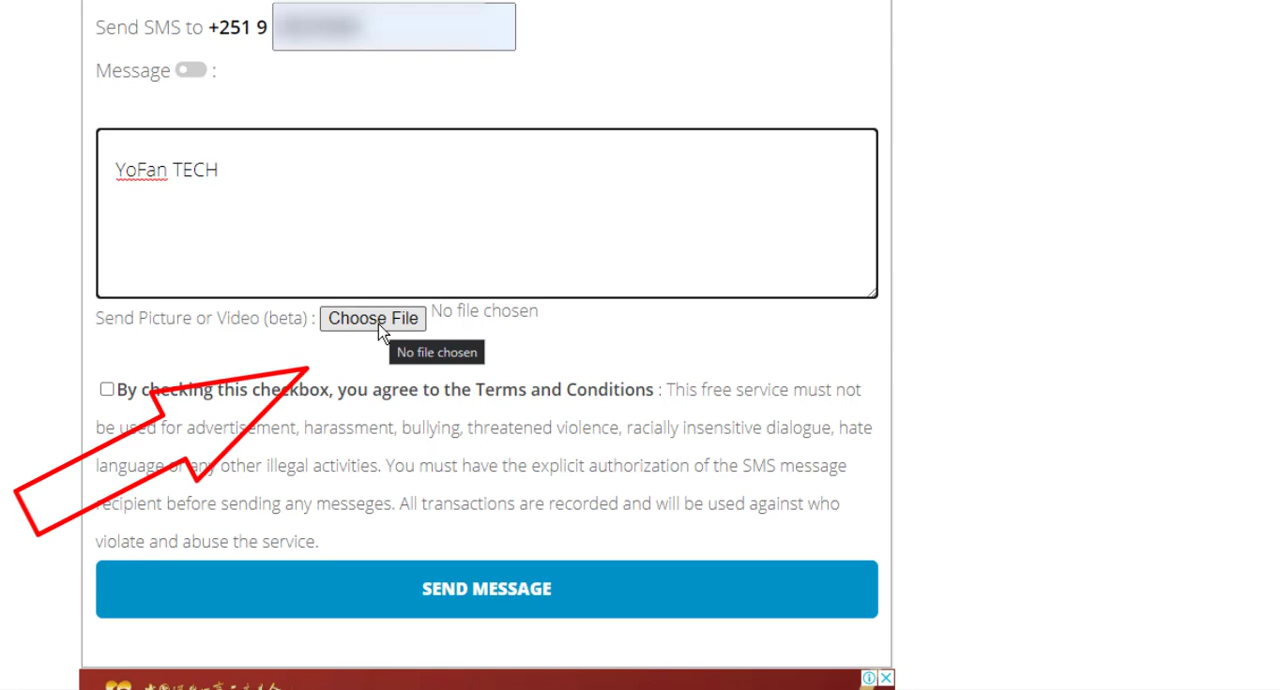 Send SMS to +251 9
Message :
YoFan TECH
Send Picture or Video (beta) : Choose File No file chosen
No file chosen
By checking this checkbox, you agree to the Terms and Conditions : This free service must not
be used for advertisement, harassment, bullying, threatened violence, racially insensitive dialogue, hate
language or any other illegal activities. You must have the explicit authorization of the SMS message
recipient before sending any messeges. All transactions are recorded and will be used against who
violate and abuse the service.
SEND MESSAGE